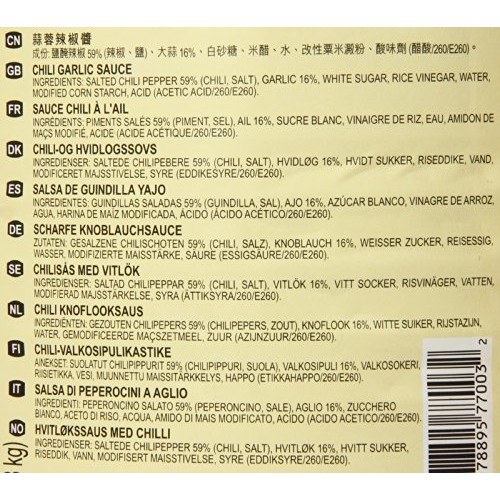 CN 蒜蓉辣椒醬
成份: 鹽醃辣椒 59% (辣椒、鹽)、大蒜 16%、白砂糖、米醋、水、改性粟米澱粉、酸味劑 (醋酸/260/E260)。
GB CHILI GARLIC SAUCE
INGREDIENTS: SALTED CHILI PEPPER 59% (CHILI, SALT), GARLIC 16%, WHITE SUGAR, RICE VINEGAR, WATER,
MODIFIED CORN STARCH, ACID (ACETIC ACID/260/E260).
FR SAUCE CHILI À L'AIL
INGRÉDIENTS: PIMENTS SALÉS 59% (PIMENT, SEL), AIL 16%, SUCRE BLANC, VINAIGRE DE RIZ, EAU, AMIDON DE
MAÇS MODIFIÉ, ACIDE (ACIDE ACÉTIQUE/260/E260).
DK CHILI-OG HVIDLOGSSOVS
INGREDIENSER: SALTEDE CHILIPEBERE 59% (CHILI, SALT), HVIDLØG 16%, HVIDT SUKKER, RISEDDIKE, VAND,
MODIFICERET MAJSSTIVELSE, SYRE (EDDIKESYRE/260/E260).
ES SALSA DE GUINDILLA YAJO
INGREDIENTES: GUINDILLAS SALADAS 59% (GUINDILLA, SAL), AJO 16%, AZÚCAR BLANCO, VINAGRE DE ARROZ,
AGUA, HARINA DE MAÍZ MODIFICADA, ÁCIDO (ÁCIDO ACÉTICO/260/E260).
DE SCHARFE KNOBLAUCHSAUCE
ZUTATEN: GESALZENE CHILISCHOTEN 59% (CHILI, SALZ), KNOBLAUCH 16%, WEISSER ZUCKER, REISESSIG,
WASSER, MODIFIZIERTE MAISSTÄRKE, SÄURE (ESSIGSÄURE/260/E260).
SE CHILISÅS MED VITLÖK
INGREDIENSER: SALTAD CHILIPEPPAR 59% (CHILI, SALT), VITLÖK 16%, VITT SOCKER, RISVINÄGER, VATTEN,
MODIFIERAD MAJSSTÄRKELSE, SYRA (ÄTTIKSYRA/260/E260).
NL CHILI KNOFLOOKSAUS
INGREDIËNTEN: GEZOUTEN CHILIPEPERS 59% (CHILIPEPERS, ZOUT), KNOFLOOK 16%, WITTE SUIKER, RIJSTAZIJN,
WATER, GEMODIFICEERDE MAÇSZETMEEL, ZUUR (AZIJNZUUR/260/E260).
FI CHILI-VALKOSIPULIKASTIKE
AINEKSET: SUOLATUT CHILIPIPPURIT 59% (CHILIPIPPURI, SUOLA), VALKOSIPULI 16%, VALKOSOKERI,
RIISIETIKKA, VESI, MUUNNETTU MAISSITÄRKKELYS, HAPPO (ETIKKAHAPPO/260/E260).
IT SALSA DI PEPEROCINI A AGLIO
INGREDIENTI: PEPERONCINO SALATO 59% (PEPERONCINO, SALE), AGLIO 16%, ZUCCHERO
BIANCO, ACETO DI RISO, ACQUA, AMIDO DI MAIS MODIFICATO, ACIDO (ACIDO ACETICO/260/E260).
NO HVITLØKSSAUS MED CHILLI
INGREDIENSER: SALTEDE CHILIPEPPER 59% (CHILI, SALT), HVITLØK 16%, HVITT SUKKER,
RISEDDIK, VANN, MODIFISERT MAISSTIVELSE, SYRE (EDDIKSYRE/260/E260).
kg)
78895 77003 2